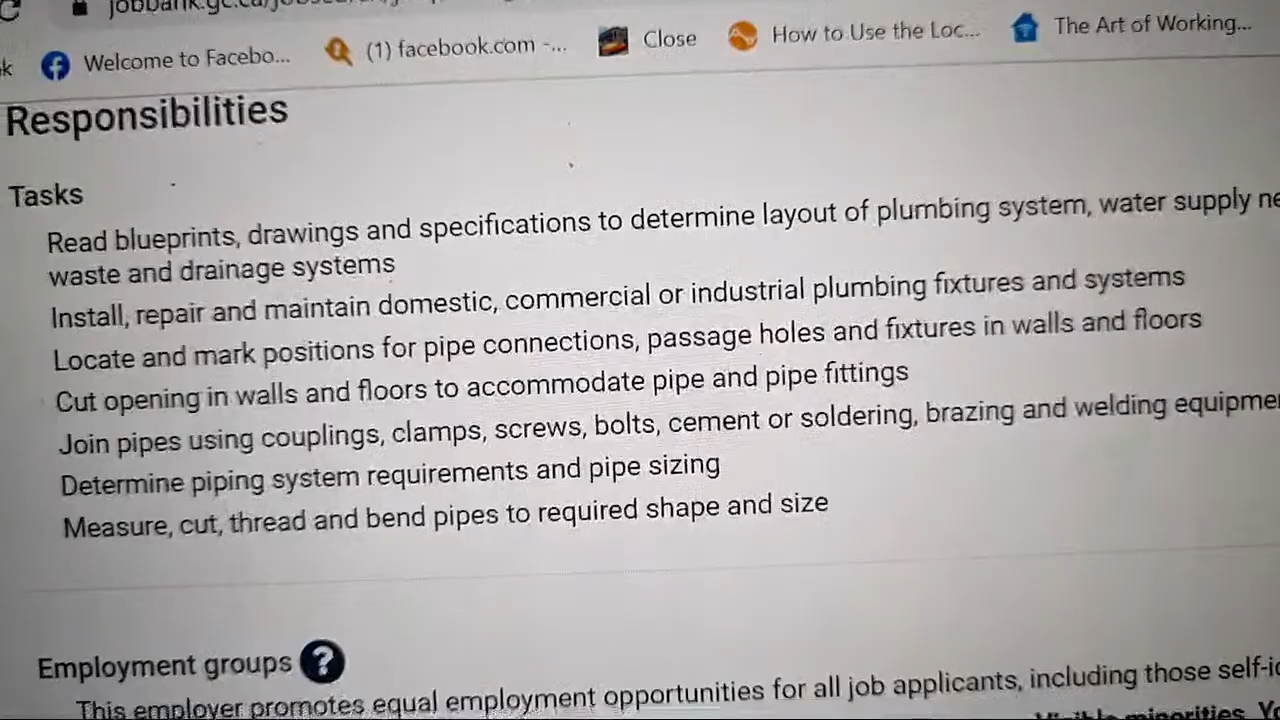 Welcome to Facebo...
(1) facebook.com -...
Close
How to Use the Loc...
The Art of Working...
Responsibilities
Tasks
Read blueprints, drawings and specifications to determine layout of plumbing system, water supply
waste and drainage systems
Install, repair and maintain domestic, commercial or industrial plumbing fixtures and systems
Locate and mark positions for pipe connections, passage holes and fixtures in walls and floors
Cut opening in walls and floors to accommodate pipe and pipe fittings
Join pipes using couplings, clamps, screws, bolts, cement or soldering, brazing and welding
Determine piping system requirements and pipe sizing
Measure, cut, thread and bend pipes to required shape and size
Employment groups ?
This employer promotes equal employment opportunities for all job applicants, including those
minorities,